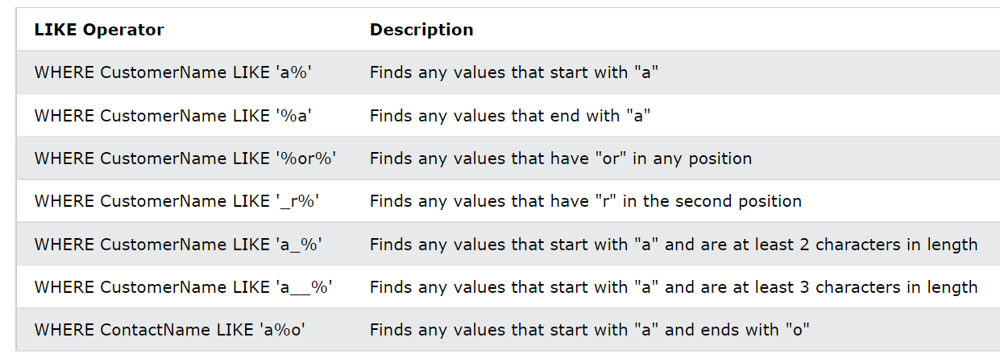 LIKE Operator Description
WHERE CustomerName LIKE 'a%' Finds any values that start with "a"
WHERE CustomerName LIKE '%a' Finds any values that end with "a"
WHERE CustomerName LIKE '%or%' Finds any values that have "or" in any position
WHERE CustomerName LIKE '_r%' Finds any values that have "r" in the second position
WHERE CustomerName LIKE 'a_%' Finds any values that start with "a" and are at least 2 characters in length
WHERE CustomerName LIKE 'a__%' Finds any values that start with "a" and are at least 3 characters in length
WHERE ContactName LIKE 'a%o' Finds any values that start with "a" and ends with "o"